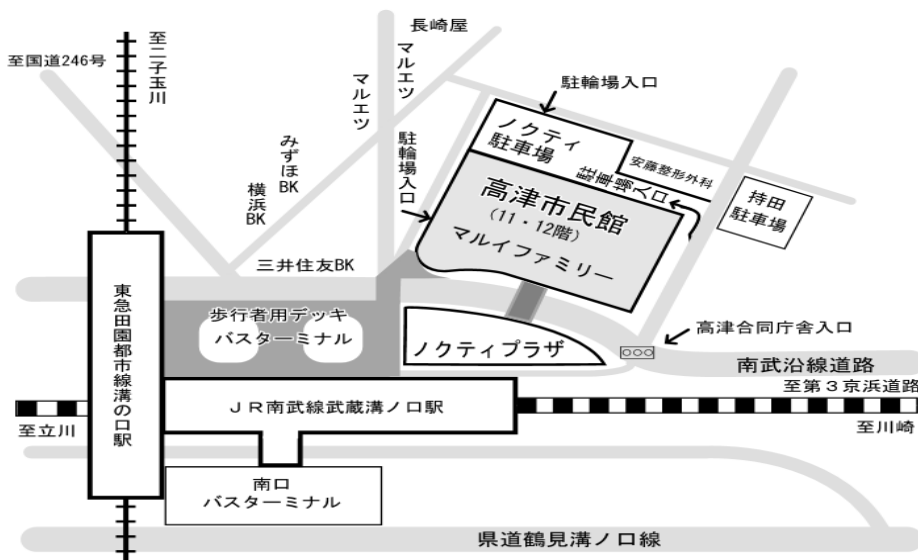 長崎屋
至国道246号
至二子玉川
マルエツ
マルエツ
駐輪場入口
みずほBK
横浜BK
駐輪場入口
ノクティ
駐車場
安藤整形外科
駐車場入口
持田
駐車場
高津市民館
(11・12階)
マルイファミリー
三井住友BK
歩行者用デッキ
バスターミナル
ノクティプラザ
高津合同庁舎入口
南武沿線道路
至第3京浜道路
東急田園都市線溝の口駅
JR南武線武蔵溝ノ口駅
至立川
至川崎
南口
バスターミナル
県道鶴見溝ノ口線